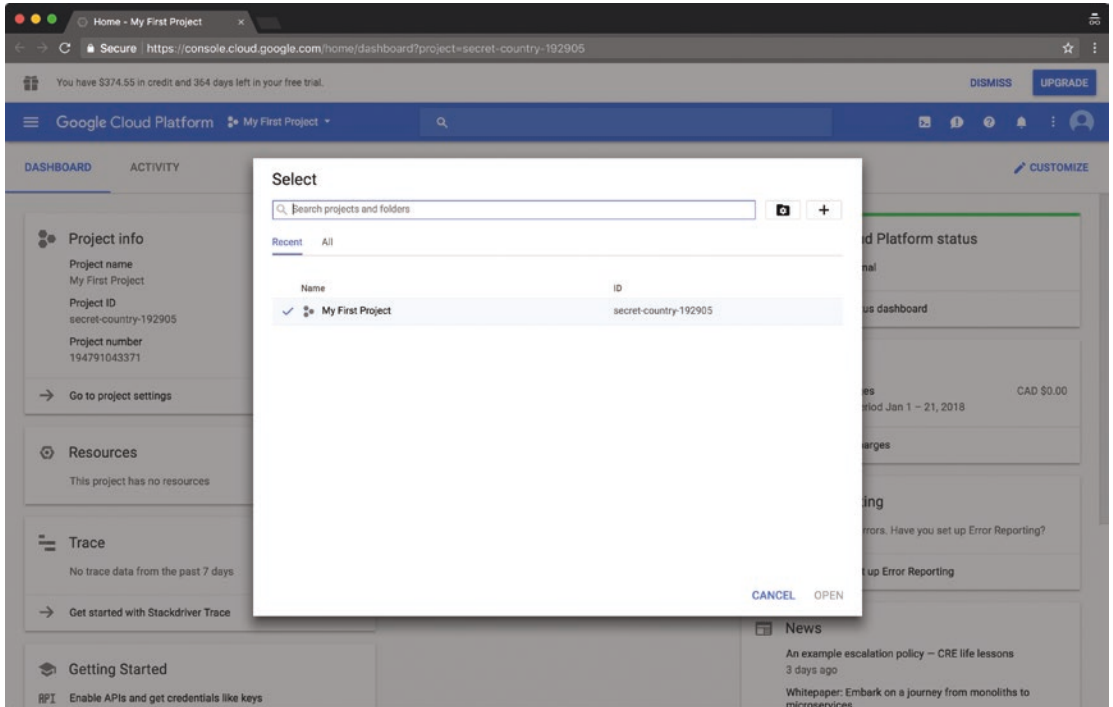 Home - My First Project
Secure https://console.cloud.google.com/home/dashboard?project=secret-country-192905
You have $374.55 in credit and 364 days left in your free trial.
DISMISS
UPGRADE
Google Cloud Platform
My First Project
DASHBOARD
ACTIVITY
CUSTOMIZE
Select
Search projects and folders
Recent
All
Name
ID
My First Project
secret-country-192905
CANCEL
OPEN
Project info
Project name
My First Project
Project ID
secret-country-192905
Project number
194791043371
Go to project settings
Resources
This project has no resources
Trace
No trace data from the past 7 days
Get started with Stackdriver Trace
Getting Started
API Enable APIs and get credentials like keys
d Platform status
us dashboard
CAD $0.00
Jan 1 – 21, 2018
Have you set up Error Reporting?
up Error Reporting
News
An example escalation policy — CRE life lessons
3 days ago
Whitepaper: Embark on a journey from monoliths to
microservices